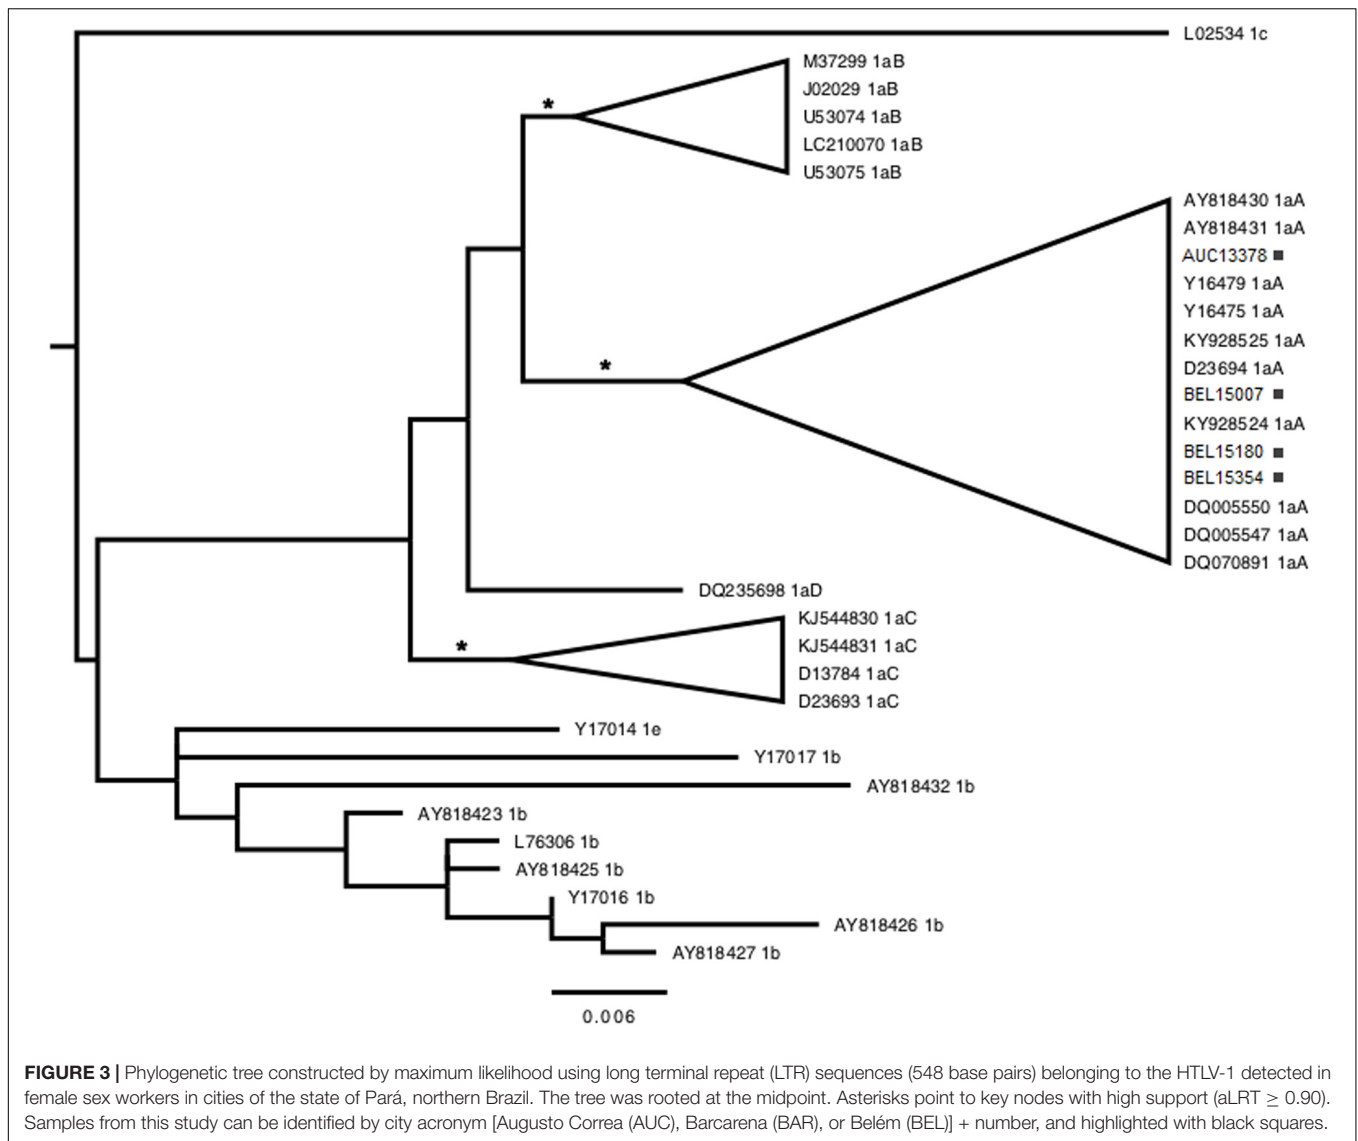 L02534 1c
M37299 1aB
J02029 1aB
U53074 1aB
LC210070 1aB
U53075 1aB
AY818430 1aA
AY818431 1aA
AUC13378 ■
Y16479 1aA
Y16475 1aA
KY928525 1aA
D23694 1aA
BEL15007 ■
KY928524 1aA
BEL15180 ■
BEL15354 ■
DQ005550 1aA
DQ005547 1aA
DQ070891 1aA
DQ235698 1aD
KJ544830 1aC
KJ544831 1aC
D13784 1aC
D23693 1aC
Y17014 1e
Y17017 1b
AY818432 1b
AY818423 1b
L76306 1b
AY818425 1b
Y17016 1b
AY818426 1b
AY818427 1b
0.006
FIGURE 3 | Phylogenetic tree constructed by maximum likelihood using long terminal repeat (LTR) sequences (548 base pairs) belonging to the HTLV-1 detected in
female sex workers in cities of the state of Pará, northern Brazil. The tree was rooted at the midpoint. Asterisks point to key nodes with high support (aLRT ≥ 0.90).
Samples from this study can be identified by city acronym [Augusto Correa (AUC), Barcarena (BAR), or Belém (BEL)] + number, and highlighted with black squares.